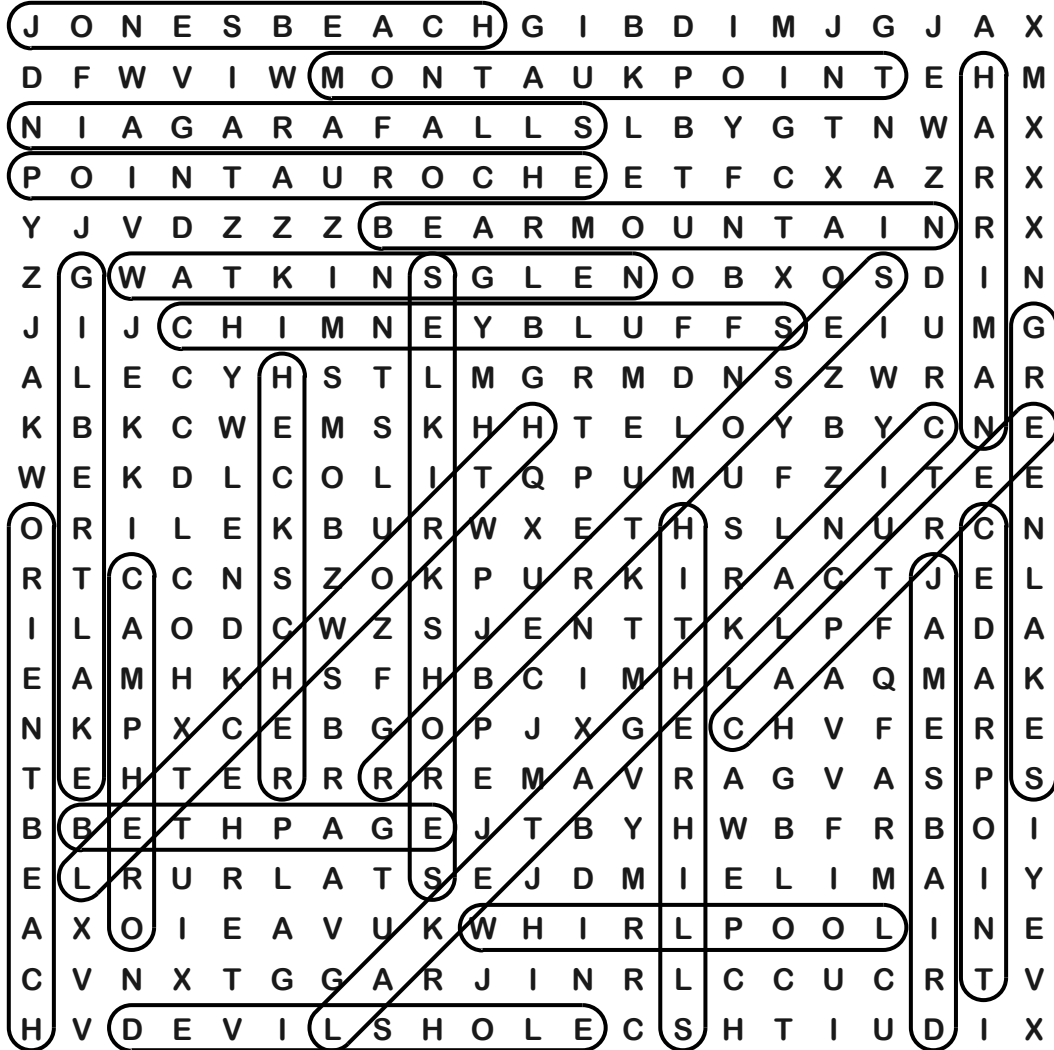 J O N E S B E A C H G I B D I M J G J A X
D F W V I W M O N T A U K P O I N T E H M
N I A G A R A F A L L S L B Y G T N W A X
P O I N T A U R O C H E E T F C X A Z R X
Y J V D Z Z Z B E A R M O U N T A I N R X
Z G W A T K I N S G L E N O B X O S D I N
J I J C H I M N E Y B L U F F S E I U M G
A L E C Y H S T L M G R M D N S Z W R A R
K B K C W E M S K H H T E L O Y B Y C N E
W E K D L C O L I T Q P U M U F Z I T E E
O R I L E K B U R W X E T H S L N U R C N
R T C C N S Z O K P U R K I R A C T J E L
I L A O D C W Z S J E N T T K L P F A D A
E A M H K H S F H B C I M H L A A Q M A K
N K P X C E B G O P J X G E C H V F E R E
T E H T E R R R R E M A V R A G V A S P S
B B E T H P A G E J T B Y H W B F R B O I
E L R U R L A T S E J D M I E L I M A I Y
A X O I E A V U K W H I R L P O O L I N E
C V N X T G G A R J I N R L C C U C R T V
H V D E V I L S H O L E C S H T I U D I X